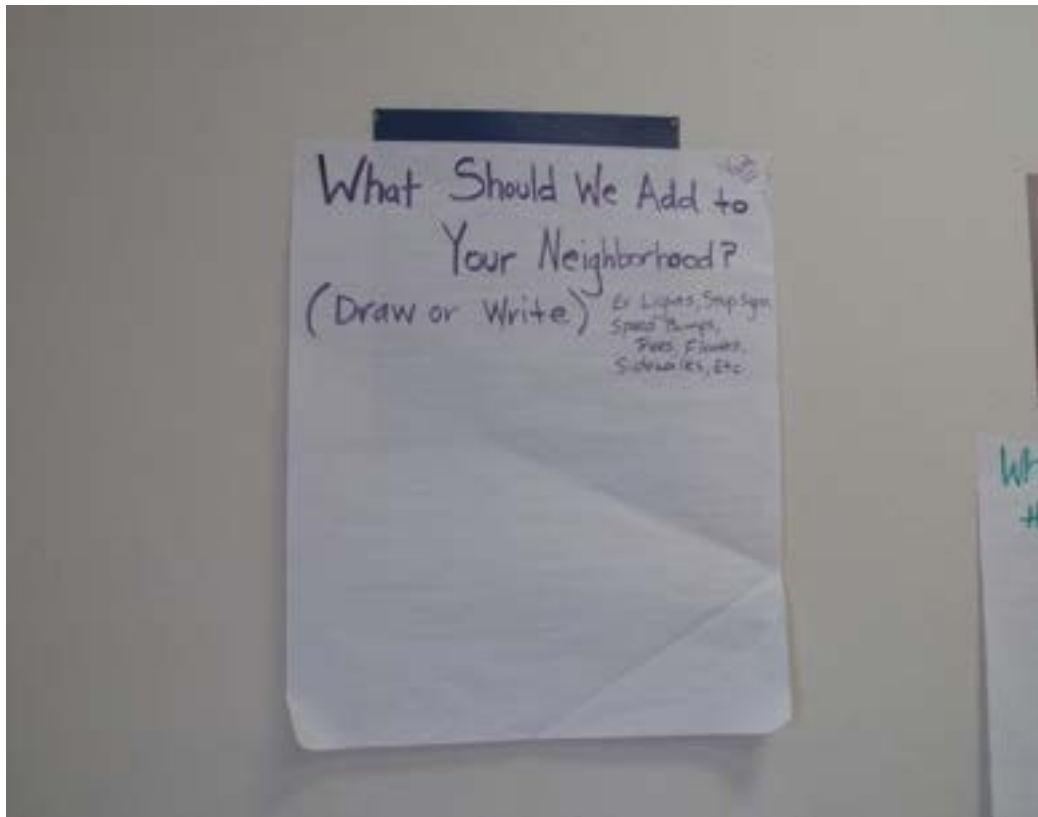 What Should We Add to
Your Neighborhood?
(Draw or Write)
Ex Lights, Stop Signs
Speed Bumps,
Trees, Flowers,
Sidewalks, Etc
Wh